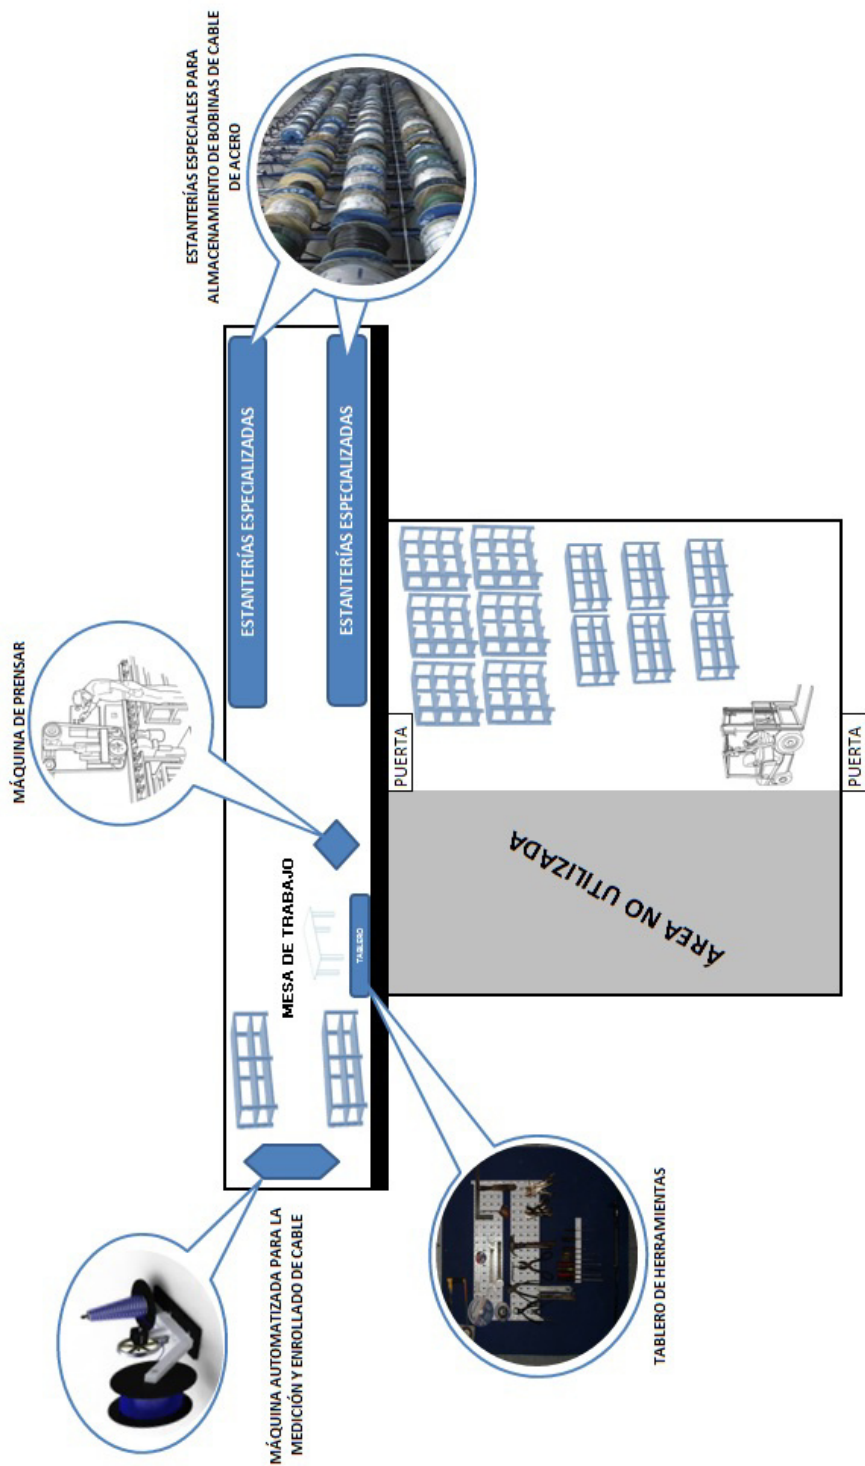 MÁQUINA DE PRENSAR
ESTANTERÍAS ESPECIALES PARA
ALMACENAMIENTO DE BOBINAS DE CABLE
DE ACERO
ESTANTERÍAS ESPECIALIZADAS
MÁQUINA AUTOMATIZADA PARA LA
MEDICIÓN Y ENROLLADO DE CABLE
MESA DE TRABAJO
ESTANTERÍAS ESPECIALIZADAS
TABLERO
PUERTA
ÁREA NO UTILIZADA
TABLERO DE HERRAMIENTAS
PUERTA